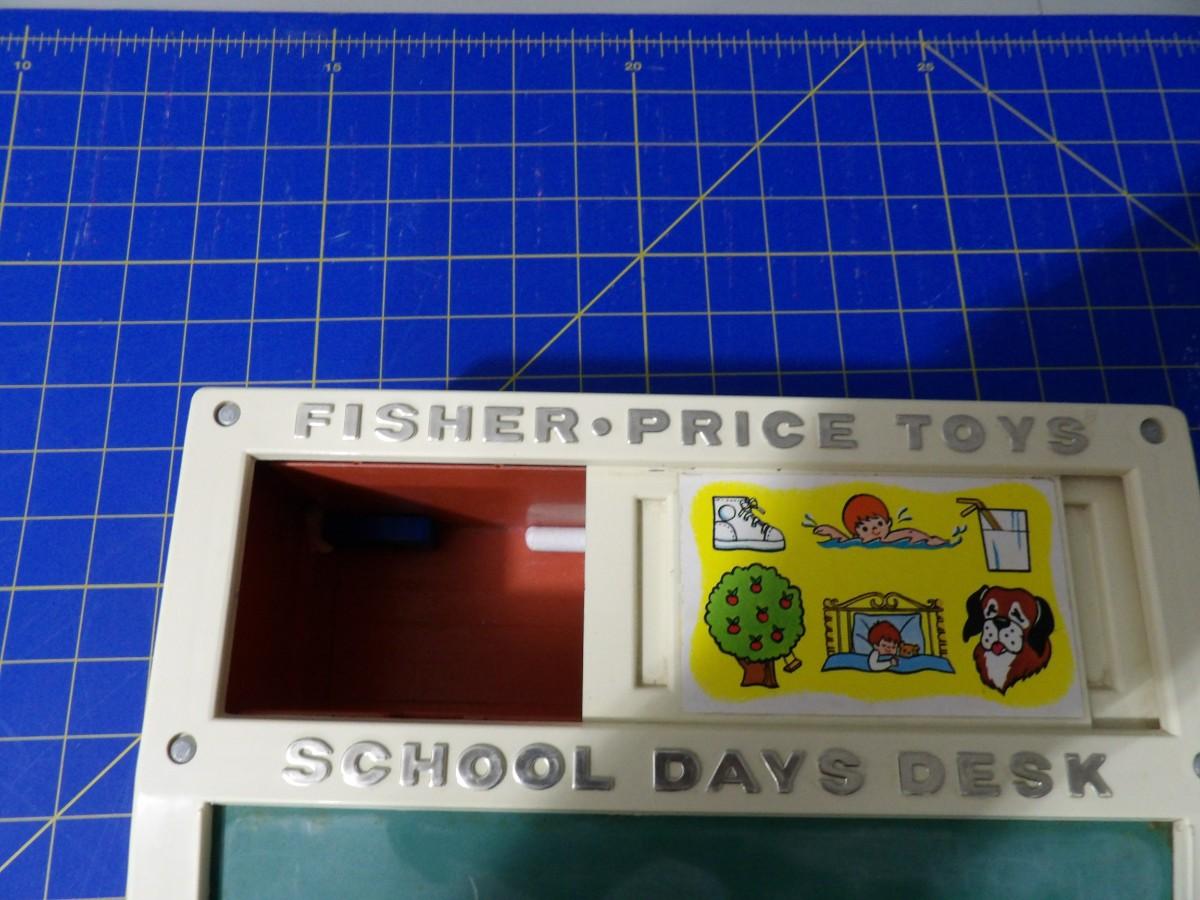 10 15 20 25
FISHER•PRICE TOYS
SCHOOL DAYS DESK